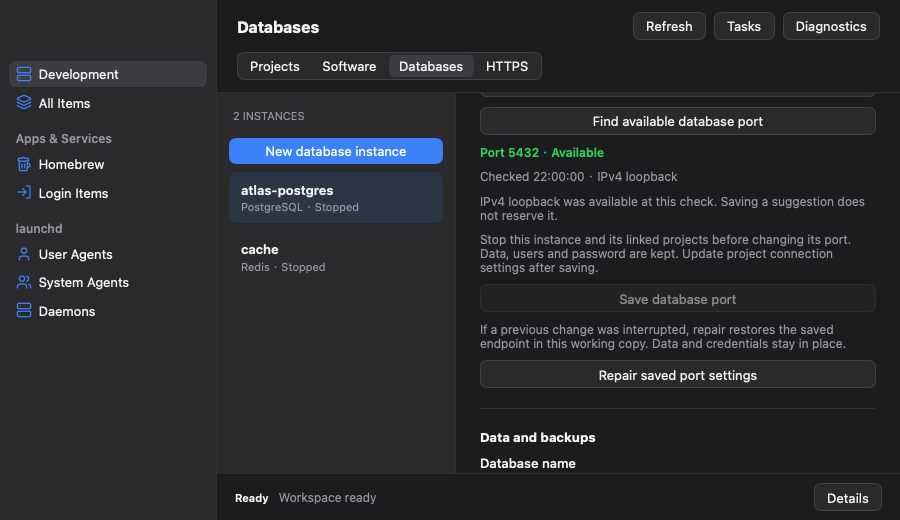 Databases
Refresh
Tasks
Diagnostics
Projects
Software
Databases
HTTPS
Development
All Items
Apps & Services
Homebrew
Login Items
launchd
User Agents
System Agents
Daemons
2 INSTANCES
New database instance
atlas-postgres
PostgreSQL · Stopped
cache
Redis · Stopped
Find available database port
Port 5432 · Available
Checked 22:00:00 · IPv4 loopback
IPv4 loopback was available at this check. Saving a suggestion does
not reserve it.
Stop this instance and its linked projects before changing its port.
Data, users and password are kept. Update project connection
settings after saving.
Save database port
If a previous change was interrupted, repair restores the saved
endpoint in this working copy. Data and credentials stay in place.
Repair saved port settings
Data and backups
Database name
Ready
Workspace ready
Details